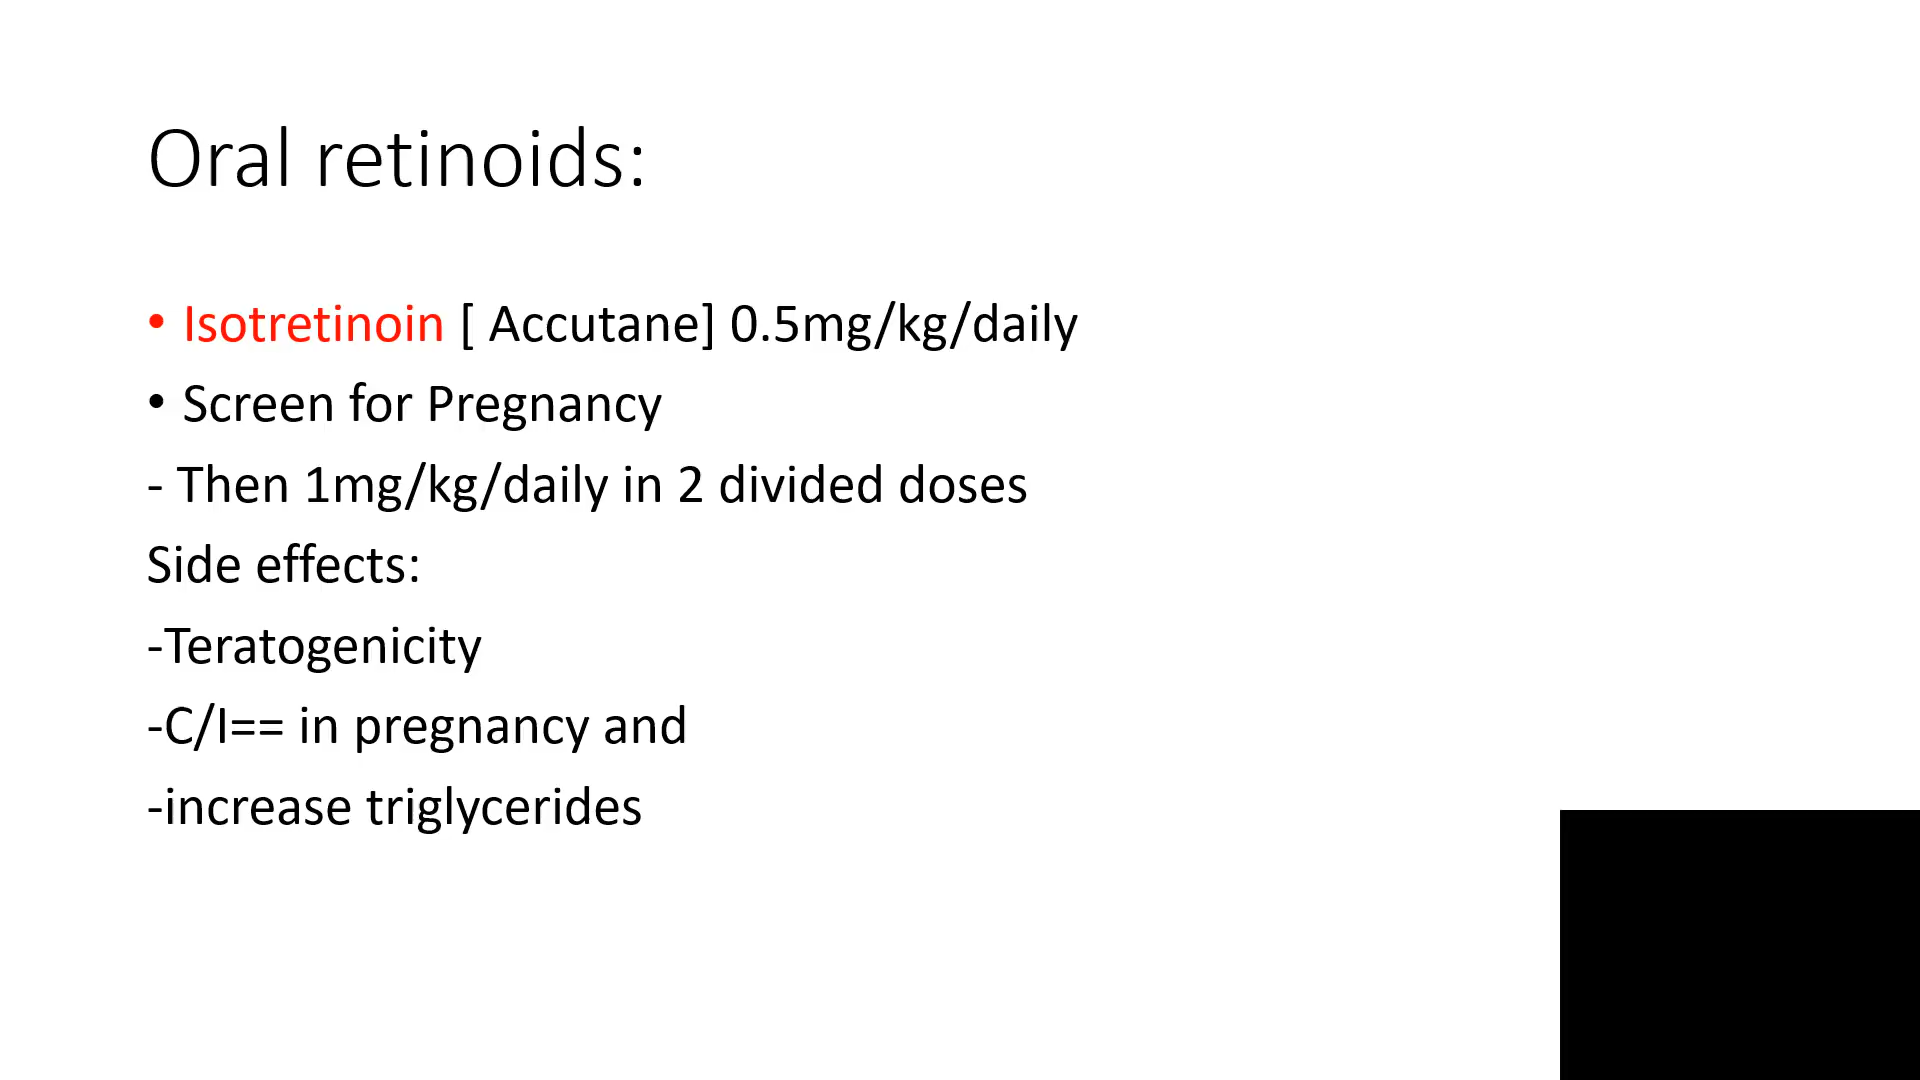 Oral retinoids:
• Isotretinoin [ Accutane] 0.5mg/kg/daily
• Screen for Pregnancy
- Then 1mg/kg/daily in 2 divided doses
Side effects:
-Teratogenicity
-C/I== in pregnancy and
-increase triglycerides